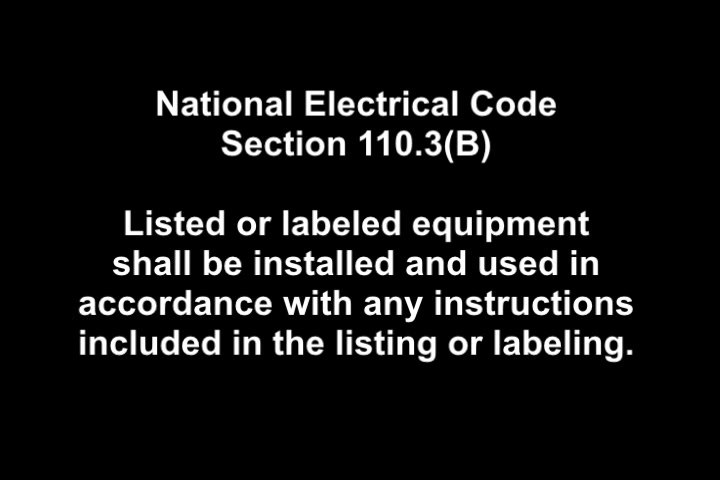 National Electrical Code
Section 110.3(B)
Listed or labeled equipment
shall be installed and used in
accordance with any instructions
included in the listing or labeling.